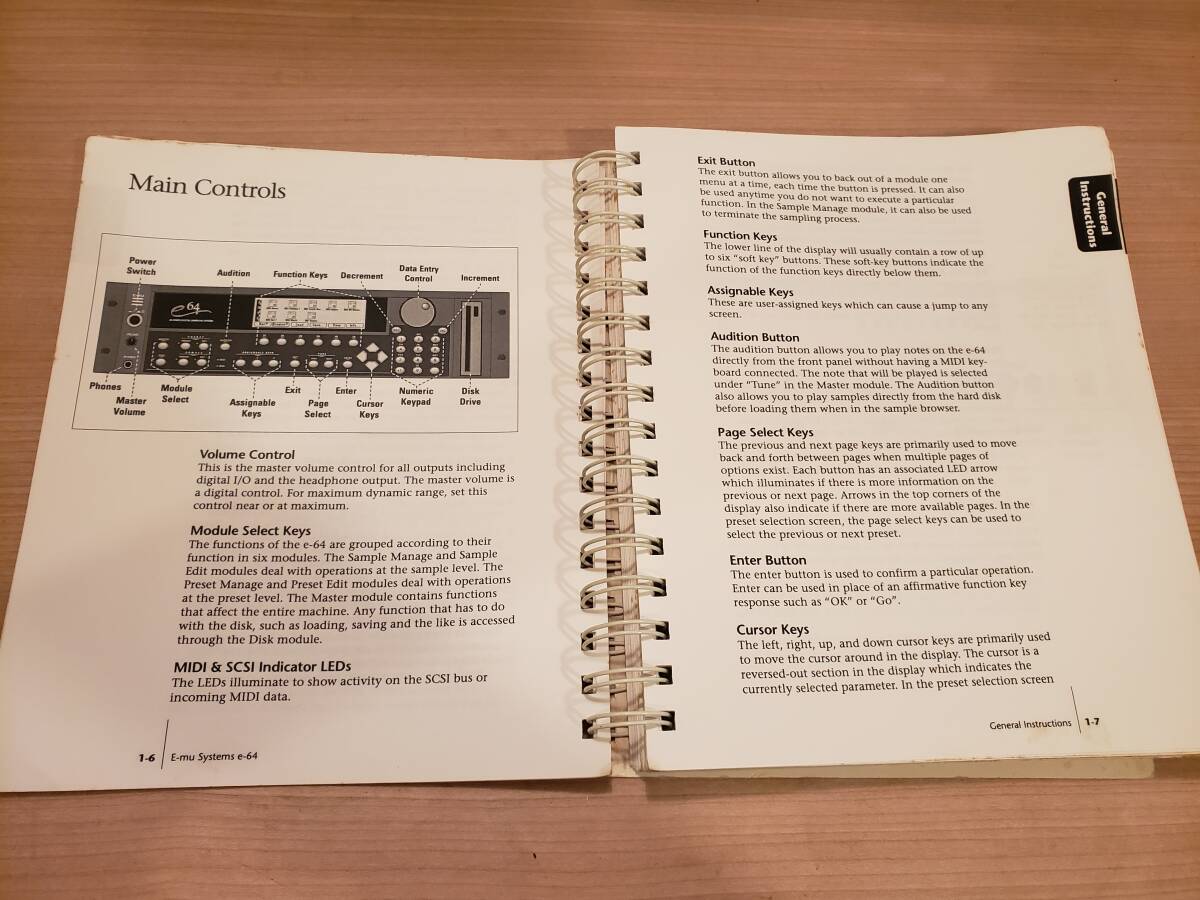 Main Controls
Power
Switch
Audition
Function Keys
Decrement
Data Entry
Control
Increment
e 64
Phones
Master
Volume
Module
Select
Assignable
Keys
Exit
Page
Select
Enter
Cursor
Keys
Numeric
Keypad
Disk
Drive
Volume Control
This is the master volume control for all outputs including
digital I/O and the headphone output. The master volume is
a digital control. For maximum dynamic range, set this
control near or at maximum.
Module Select Keys
The functions of the e-64 are grouped according to their
function in six modules. The Sample Manage and Sample
Edit modules deal with operations at the sample level. The
Preset Manage and Preset Edit modules deal with operations
at the preset level. The Master module contains functions
that affect the entire machine. Any function that has to do
with the disk, such as loading, saving and the like is accessed
through the Disk module.
MIDI & SCSI Indicator LEDs
The LEDs illuminate to show activity on the SCSI bus or
incoming MIDI data.
1-6 E-mu Systems e-64
General
Instructions
Exit Button
The exit button allows you to back out of a module one
menu at a time, each time the button is pressed. It can also
be used anytime you do not want to execute a particular
function. In the Sample Manage module, it can also be used
to terminate the sampling process.
Function Keys
The lower line of the display will usually contain a row of up
to six “soft key” buttons. These soft-key buttons indicate the
function of the function keys directly below them.
Assignable Keys
These are user-assigned keys which can cause a jump to any
screen.
Audition Button
The audition button allows you to play notes on the e-64
directly from the front panel without having a MIDI key-
board connected. The note that will be played is selected
under “Tune” in the Master module. The Audition button
also allows you to play samples directly from the hard disk
before loading them when in the sample browser.
Page Select Keys
The previous and next page keys are primarily used to move
back and forth between pages when multiple pages of
options exist. Each button has an associated LED arrow
which illuminates if there is more information on the
previous or next page. Arrows in the top corners of the
display also indicate if there are more available pages. In the
preset selection screen, the page select keys can be used to
select the previous or next preset.
Enter Button
The enter button is used to confirm a particular operation.
Enter can be used in place of an affirmative function key
response such as “OK” or “Go”.
Cursor Keys
The left, right, up, and down cursor keys are primarily used
to move the cursor around in the display. The cursor is a
reversed-out section in the display which indicates the
currently selected parameter. In the preset selection screen
General Instructions 1-7